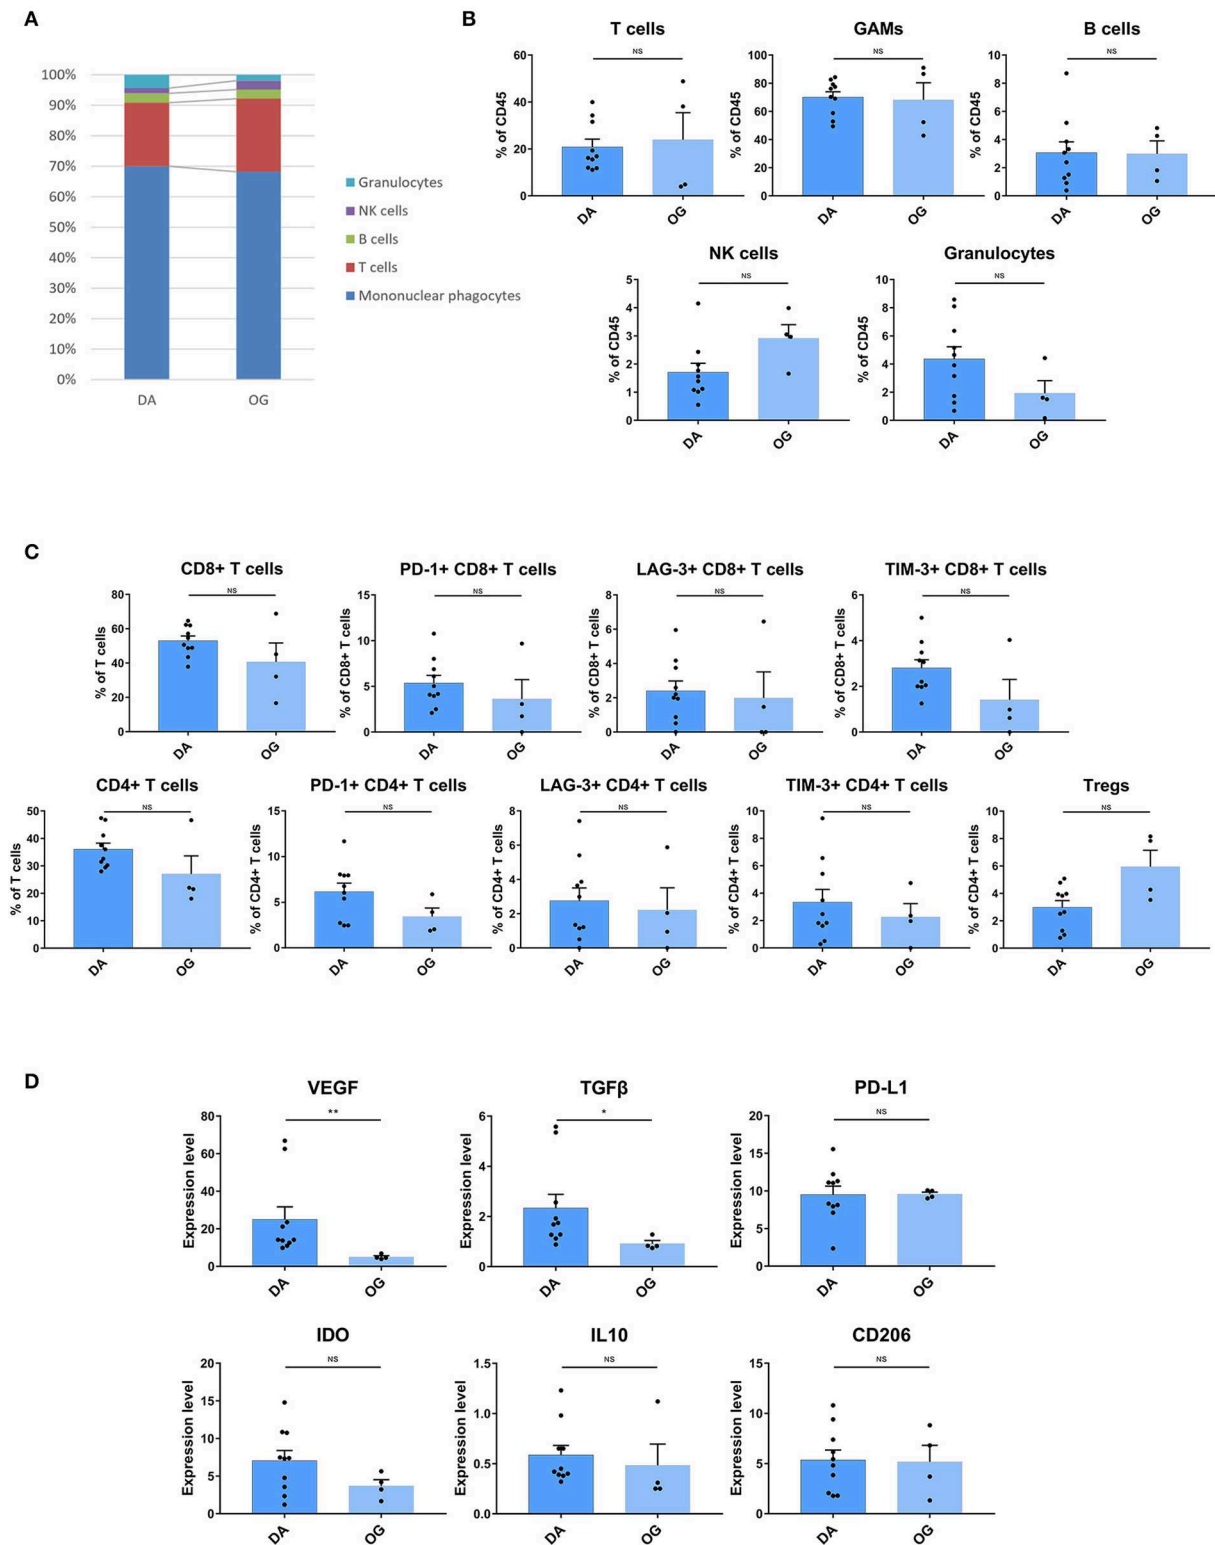 A
100%
90%
80%
70%
60%
50%
40%
30%
20%
10%
0%
DA OG
Granulocytes
NK cells
B cells
T cells
Mononuclear phagocytes
B
T cells
NS
% of CD45
60
40
20
0
DA OG
GAMs
NS
% of CD45
100
80
60
40
20
0
DA OG
B cells
NS
% of CD45
10
8
6
4
2
0
DA OG
NK cells
NS
% of CD45
5
4
3
2
1
0
DA OG
Granulocytes
NS
% of CD45
10
8
6
4
2
0
DA OG
C
CD8+ T cells
NS
% of T cells
80
60
40
20
0
DA OG
PD-1+ CD8+ T cells
NS
% of CD8+ T cells
15
10
5
0
DA OG
LAG-3+ CD8+ T cells
NS
% of CD8+ T cells
8
6
4
2
0
DA OG
TIM-3+ CD8+ T cells
NS
% of CD8+ T cells
6
4
2
0
DA OG
CD4+ T cells
NS
% of T cells
50
40
30
20
10
0
DA OG
PD-1+ CD4+ T cells
NS
% of CD4+ T cells
15
10
5
0
DA OG
LAG-3+ CD4+ T cells
NS
% of CD4+ T cells
8
6
4
2
0
DA OG
TIM-3+ CD4+ T cells
NS
% of CD4+ T cells
10
8
6
4
2
0
DA OG
Tregs
NS
% of CD4+ T cells
10
8
6
4
2
0
DA OG
D
VEGF
**
Expression level
80
60
40
20
0
DA OG
TGFβ
*
Expression level
6
4
2
0
DA OG
PD-L1
NS
Expression level
20
15
10
5
0
DA OG
IDO
NS
Expression level
20
15
10
5
0
DA OG
IL10
NS
Expression level
1.5
1.0
0.5
0.0
DA OG
CD206
NS
Expression level
15
10
5
0
DA OG